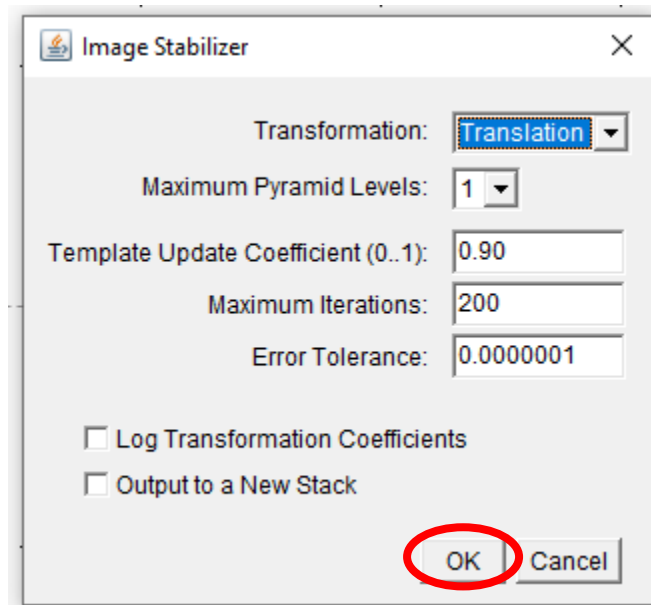 Image Stabilizer
Transformation: Translation
Maximum Pyramid Levels: 1
Template Update Coefficient (0..1): 0.90
Maximum Iterations: 200
Error Tolerance: 0.0000001
Log Transformation Coefficients
Output to a New Stack
OK Cancel